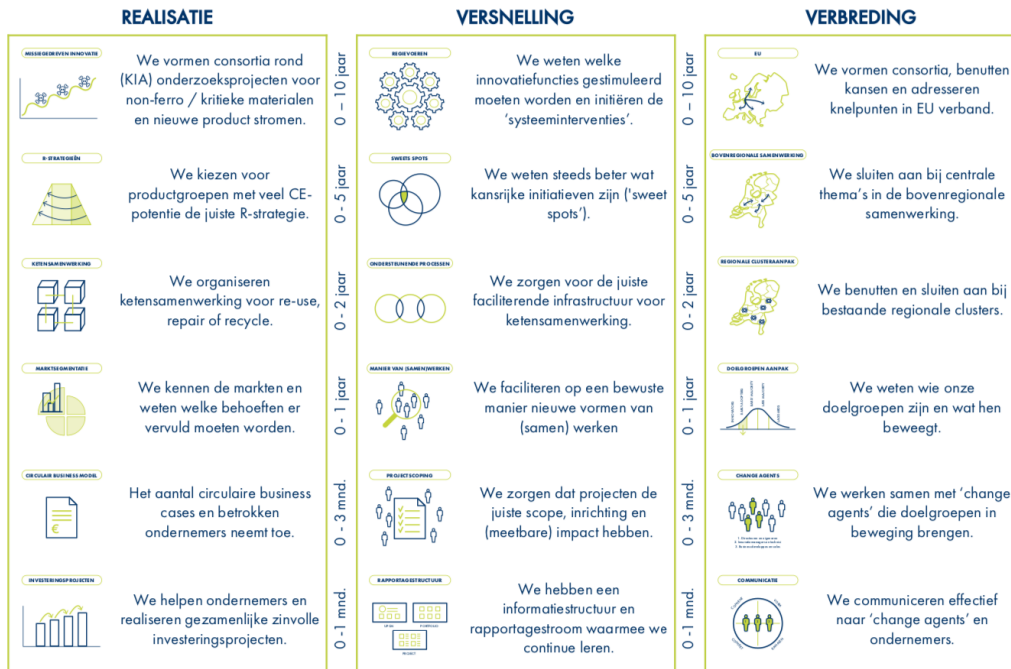 REALISATIE
MISSIEGEDREVEN INNOVATIE
We vormen consortia rond
(KIA) onderzoeksprojecten voor
non-ferro / kritieke materialen
en nieuwe product stromen.
R-STRATEGIEËN
We kiezen voor
productgroepen met veel CE-
potentie de juiste R-strategie.
KETENSAMENWERKING
We organiseren
ketensamenwerking voor re-use,
repair of recycle.
MARKTSEGMENTATIE
We kennen de markten en
weten welke behoeften er
vervuld moeten worden.
CIRCULAIR BUSINESS MODEL
€
Het aantal circulaire business
cases en betrokken
ondernemers neemt toe.
INVESTERINGSPROJECTEN
We helpen ondernemers en
realiseren gezamenlijke zinvolle
investeringsprojecten.
0 – 10 jaar
0 - 5 jaar
0 - 2 jaar
0 - 1 jaar
0 - 3 mnd.
0 -1 mnd.
VERSNELLING
REGIEVOEREN
We weten welke
innovatiefuncties gestimuleerd
moeten worden en initiëren de
‘systeeminterventies’.
SWEETS SPOTS
We weten steeds beter wat
kansrijke initiatieven zijn ('sweet
spots').
ONDERSTEUNENDE PROCESSEN
We zorgen voor de juiste
faciliterende infrastructuur voor
ketensamenwerking.
MANIER VAN (SAMEN)WERKEN
We faciliteren op een bewuste
manier nieuwe vormen van
(samen) werken
PROJECTSCOPING
We zorgen dat projecten de
juiste scope, inrichting en
(meetbare) impact hebben.
RAPPORTAGESTRUCTUUR
PORTFOLIO
PROJECT
We hebben een
informatiestructuur en
rapportagestroom waarmee we
continue leren.
0 – 10 jaar
0 - 5 jaar
0 - 2 jaar
0 - 1 jaar
0 - 3 mnd.
0 -1 mnd.
VERBREDING
EU
We vormen consortia, benutten
kansen en adresseren
knelpunten in EU verband.
BOVENREGIONALE SAMENWERKING
We sluiten aan bij centrale
thema’s in de bovenregionale
samenwerking.
REGIONALE CLUSTERAANPAK
We benutten en sluiten aan bij
bestaande regionale clusters.
DOELGROEPEN AANPAK
We weten wie onze
doelgroepen zijn en wat hen
beweegt.
CHANGE AGENTS
We werken samen met ‘change
agents’ die doelgroepen in
beweging brengen.
COMMUNICATIE
We communiceren effectief
naar ‘change agents’ en
ondernemers.